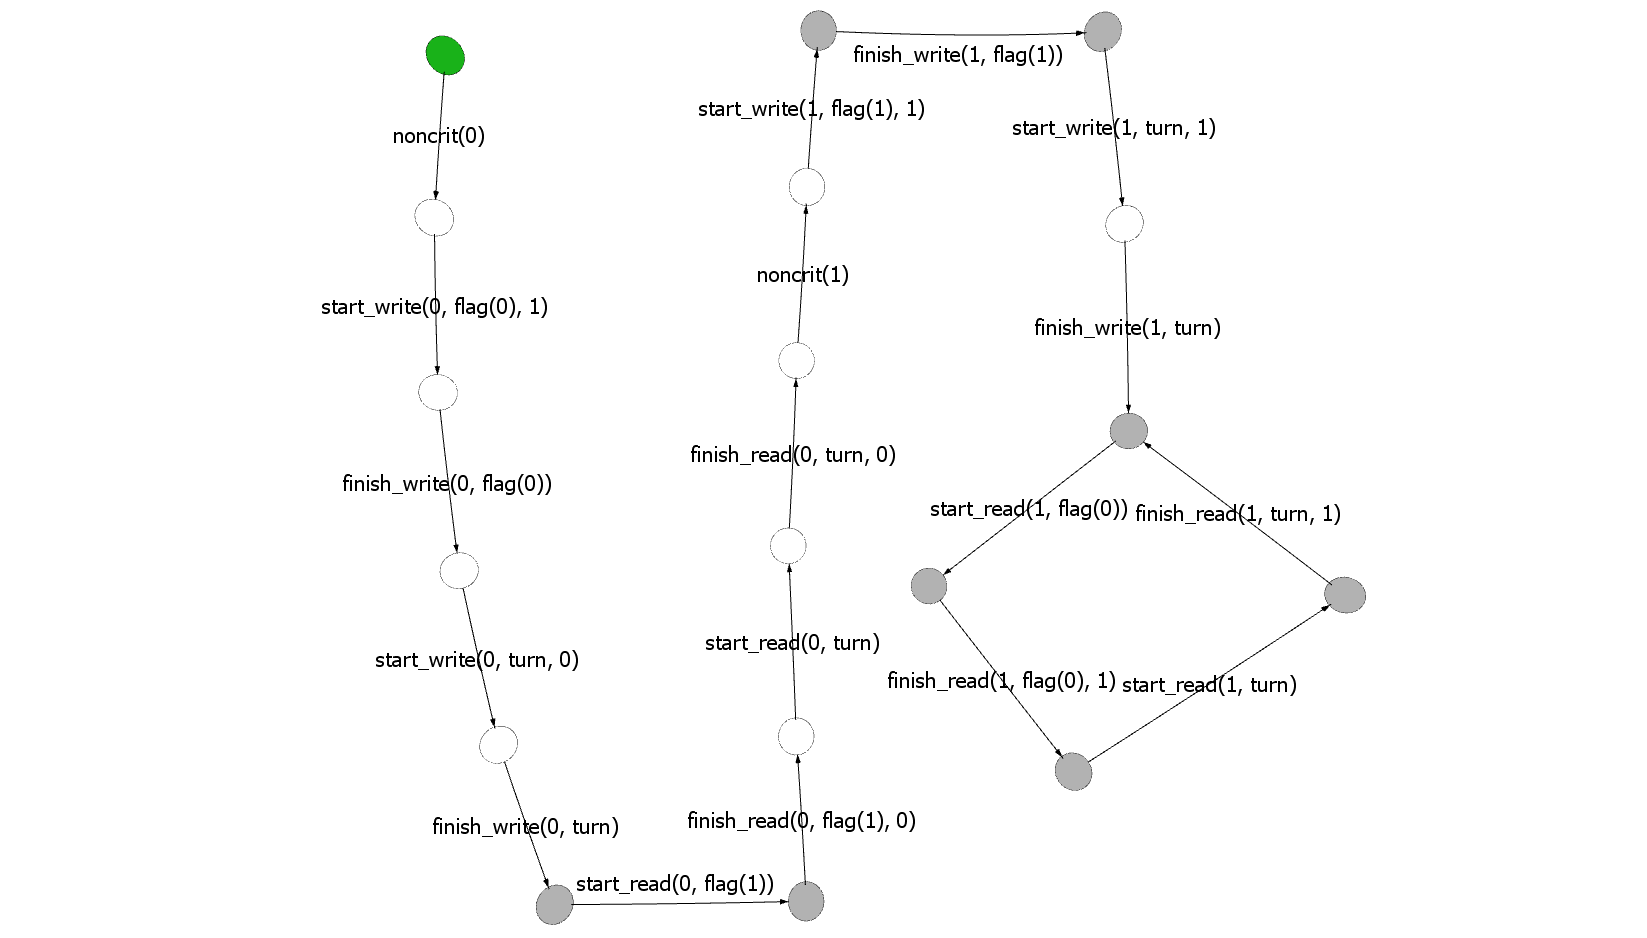 noncrit(0)
start_write(0, flag(0), 1)
finish_write(0, flag(0))
start_write(0, turn, 0)
finish_write(0, turn)
start_read(0, flag(1))
finish_read(0, flag(1), 0)
start_read(0, turn)
finish_read(0, turn, 0)
noncrit(1)
start_write(1, flag(1), 1)
finish_write(1, flag(1))
start_write(1, turn, 1)
finish_write(1, turn)
start_read(1, flag(0))
finish_read(1, flag(0), 1)
start_read(1, turn)
finish_read(1, turn, 1)